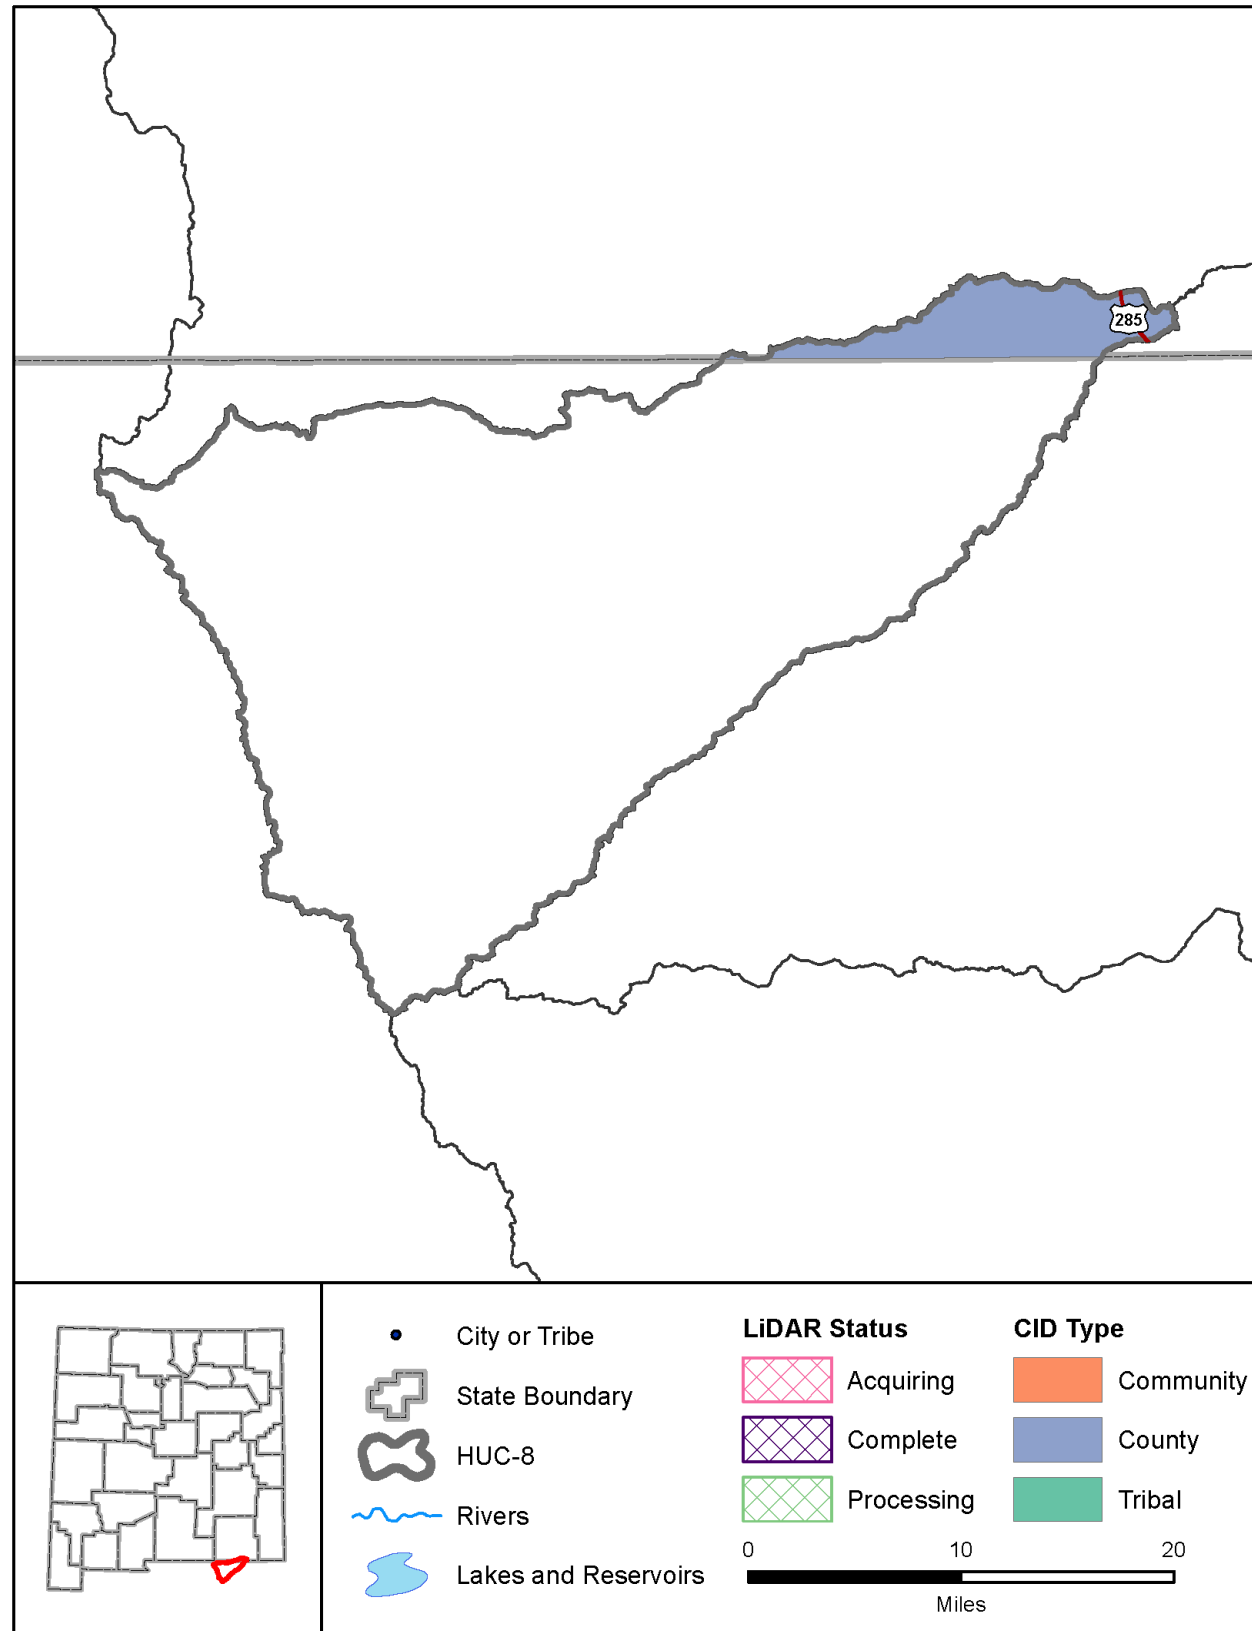 285
City or Tribe
State Boundary
HUC-8
Rivers
Lakes and Reservoirs
LiDAR Status
Acquiring
Complete
Processing
CID Type
Community
County
Tribal
0 10 20
Miles